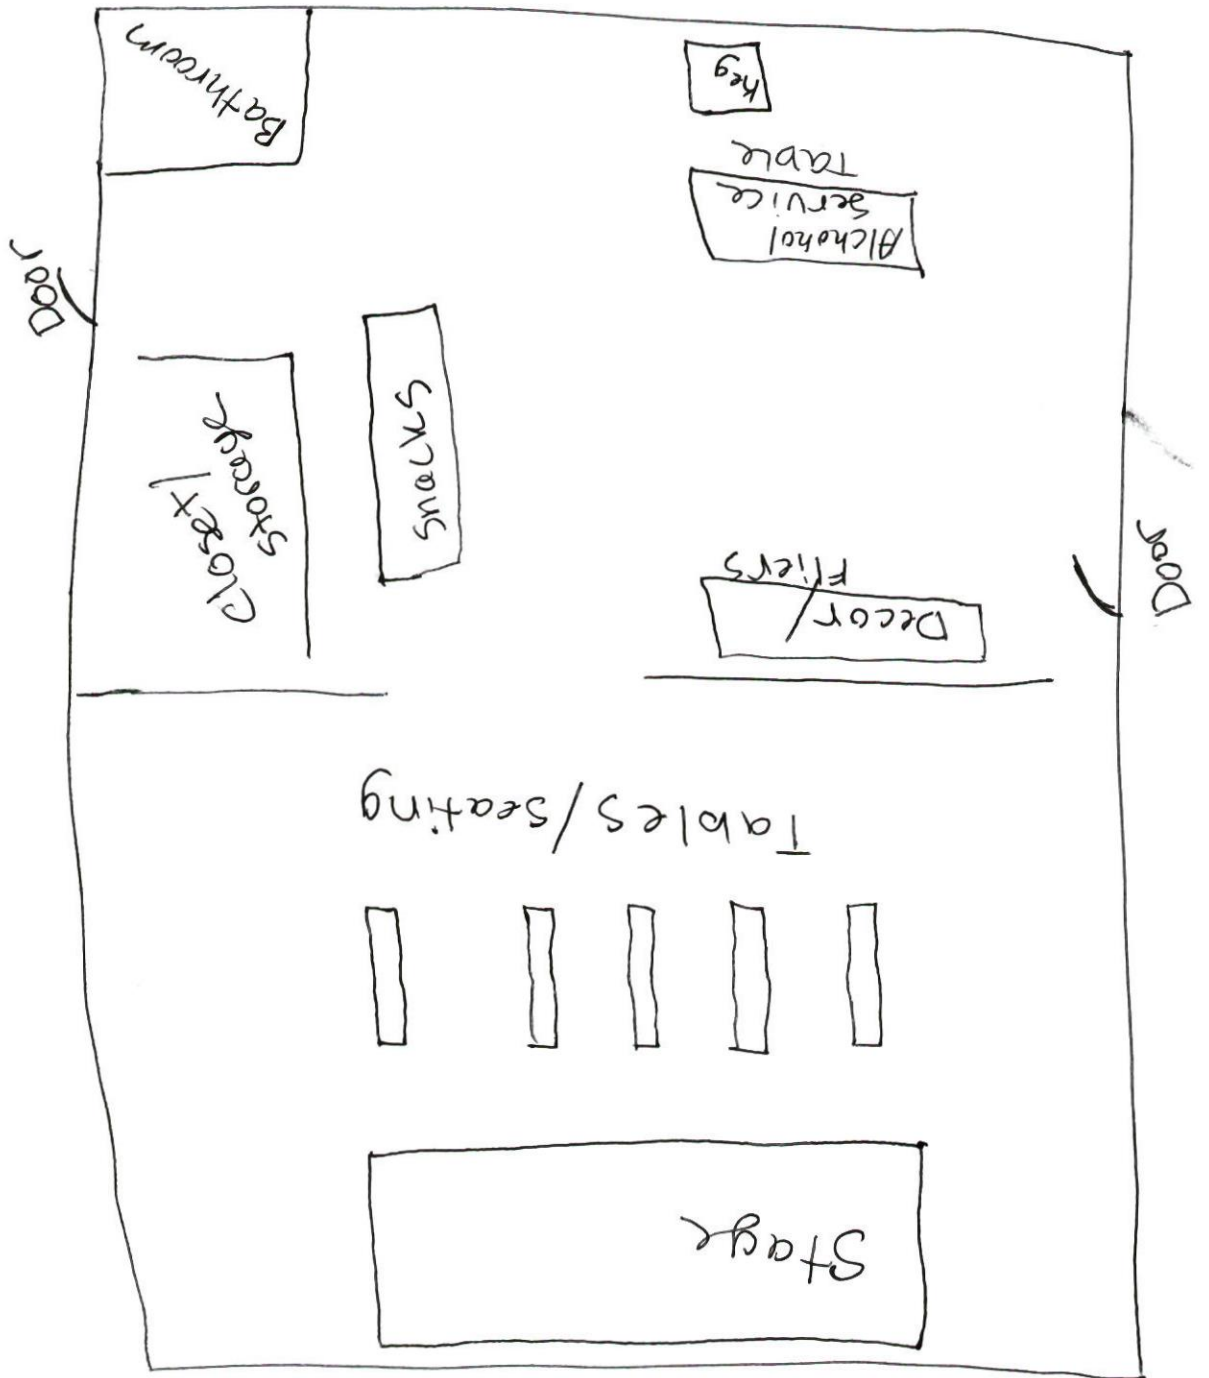 Stage
Tables/Seating
Decor/
Fliers
Door
Closet/
Storage
Snacks
Door
Alchohol
Service
Table
Keg
Bathroom